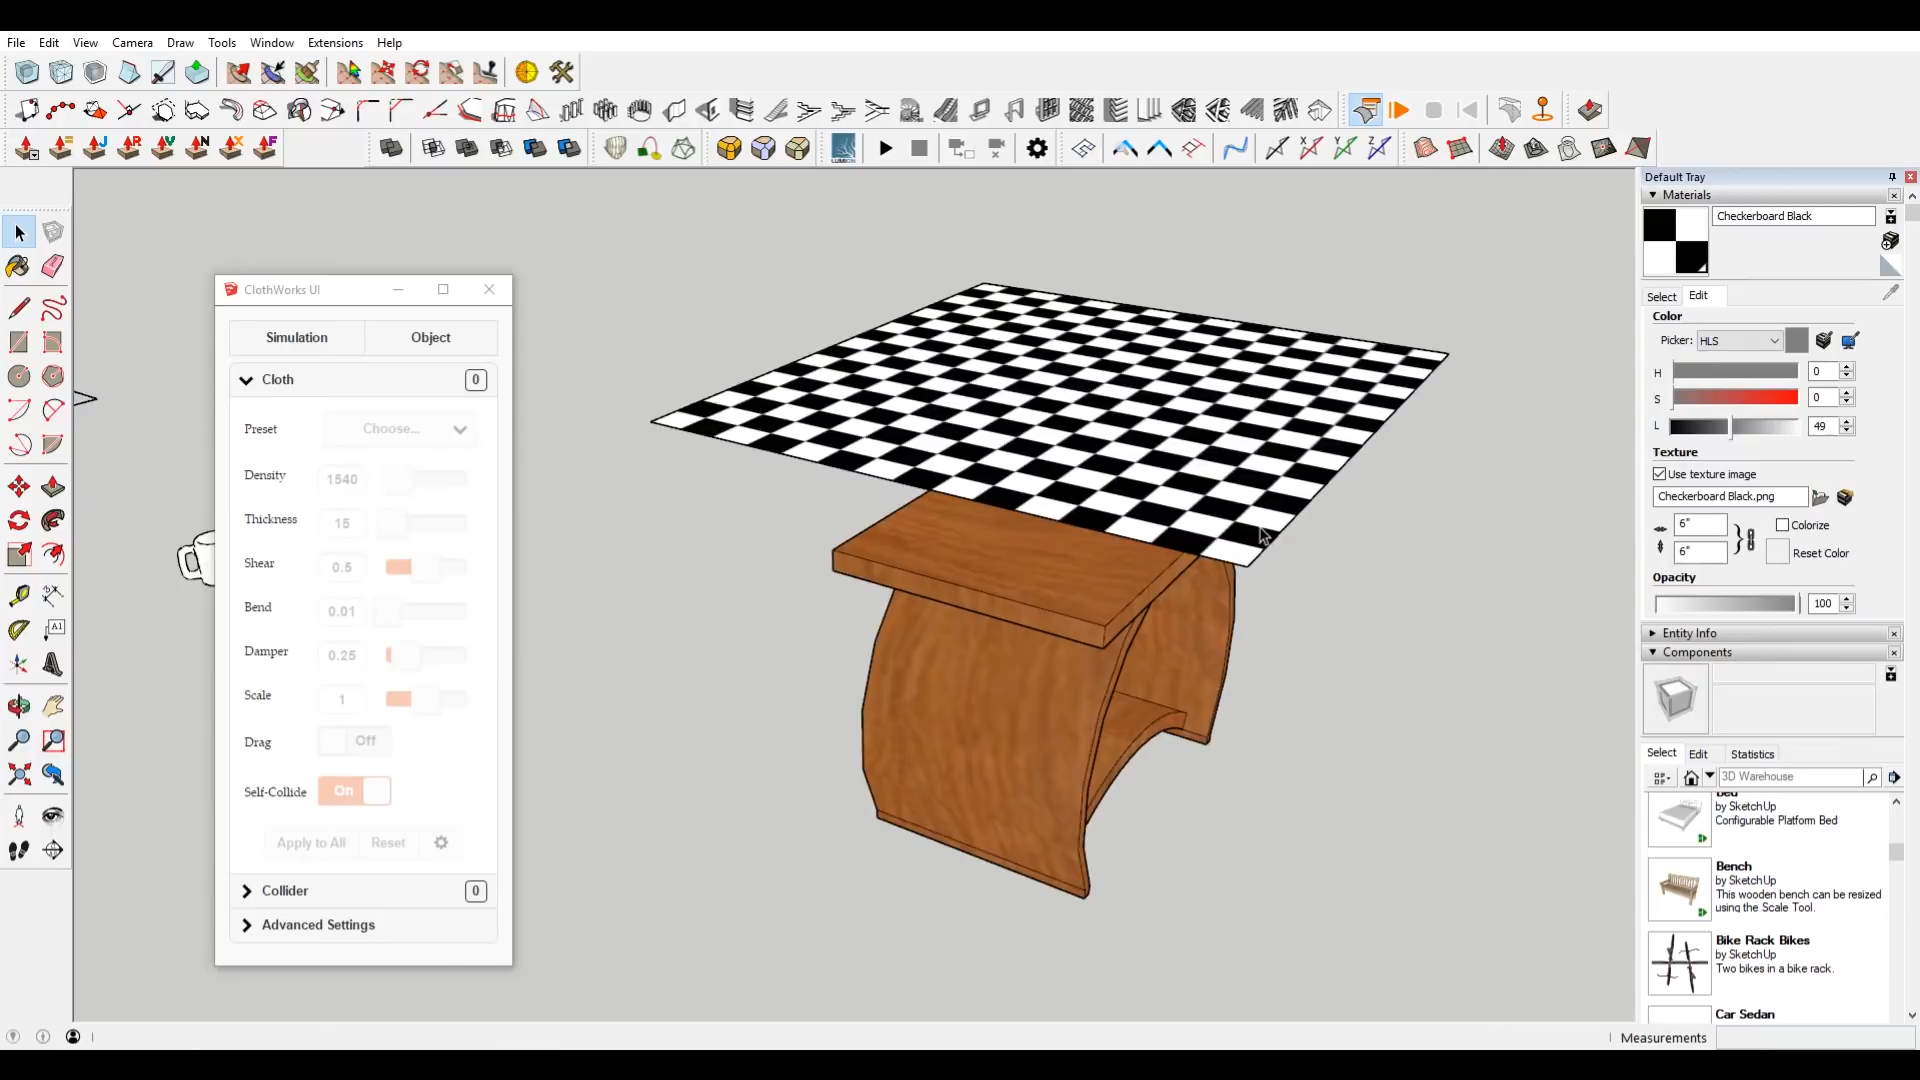 File Edit View Camera Draw Tools Window Extensions Help
J R V N X F
LUMION
X Y Z
A1
ClothWorks UI
Simulation Object
Cloth 0
Preset Choose...
Density 1540
Thickness 15
Shear 0.5
Bend 0.01
Damper 0.25
Scale 1
Drag Off
Self-Collide On
Apply to All Reset
Collider 0
Advanced Settings
Default Tray
Materials
Checkerboard Black
Select Edit
Color
Picker: HLS
H 0
S 0
L 49
Texture
Use texture image
Checkerboard Black.png
6" Colorize
6" Reset Color
Opacity
100
Entity Info
Components
Select Edit Statistics
3D Warehouse
Bed
by SketchUp
Configurable Platform Bed
Bench
by SketchUp
This wooden bench can be resized
using the Scale Tool.
Bike Rack Bikes
by SketchUp
Two bikes in a bike rack.
Car Sedan
Measurements